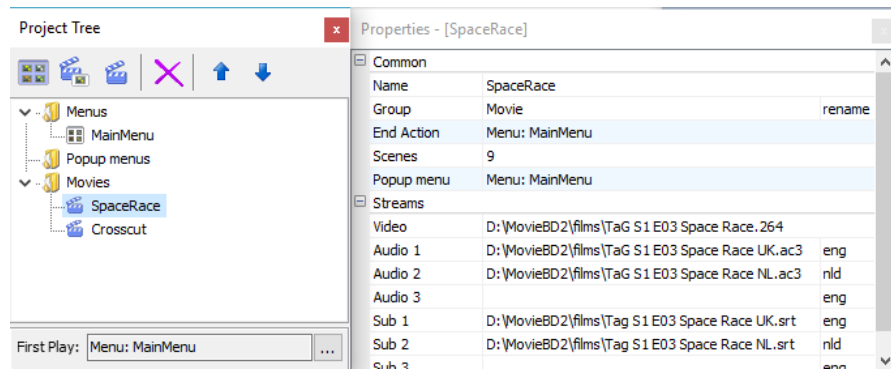 Project Tree
x
Properties - [SpaceRace]
Common
Name SpaceRace
Group Movie rename
End Action Menu: MainMenu
Scenes 9
Popup menu Menu: MainMenu
Streams
Video D:\MovieBD2\films\TaG S1 E03 Space Race.264
Audio 1 D:\MovieBD2\films\TaG S1 E03 Space Race UK.ac3 eng
Audio 2 D:\MovieBD2\films\TaG S1 E03 Space Race NL.ac3 nld
Audio 3 eng
Sub 1 D:\MovieBD2\films\Tag S1 E03 Space Race UK.srt eng
Sub 2 D:\MovieBD2\films\Tag S1 E03 Space Race NL.srt nld
Sub 3 eng
Menus
MainMenu
Popup menus
Movies
SpaceRace
Crosscut
First Play: Menu: MainMenu ...